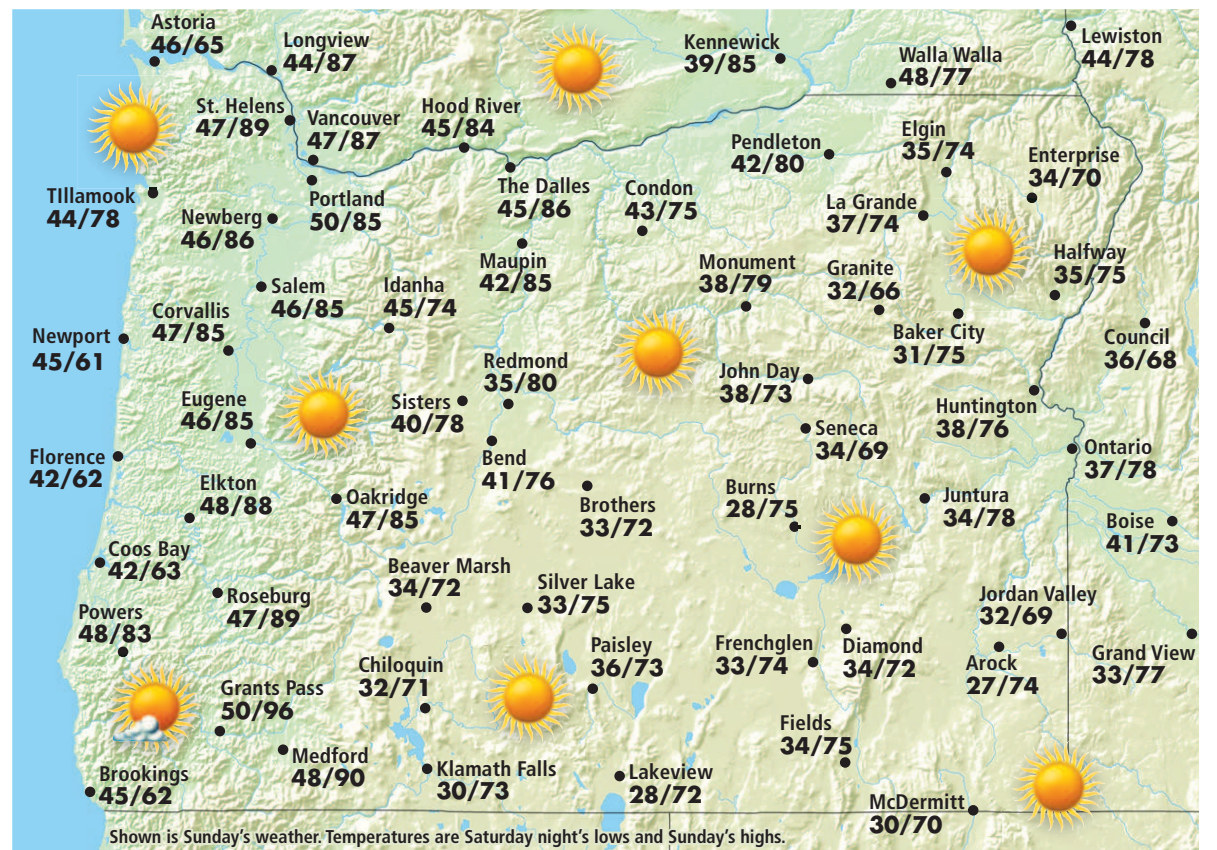 Astoria
46/65
Longview
44/87
Kennewick
39/85
Walla Walla
48/77
Lewiston
44/78
St. Helens
47/89
Vancouver
47/87
Hood River
45/84
Pendleton
42/80
Elgin
35/74
Enterprise
34/70
TIllamook
44/78
Newberg
46/86
Portland
50/85
The Dalles
45/86
Condon
43/75
La Grande
37/74
Maupin
42/85
Monument
38/79
Granite
32/66
Halfway
35/75
Salem
46/85
Idanha
45/74
Corvallis
47/85
Newport
45/61
Baker City
31/75
Council
36/68
Redmond
35/80
John Day
38/73
Eugene
46/85
Sisters
40/78
Huntington
38/76
Seneca
34/69
Florence
42/62
Bend
41/76
Ontario
37/78
Elkton
48/88
Oakridge
47/85
Brothers
33/72
Burns
28/75
Juntura
34/78
Boise
41/73
Coos Bay
42/63
Beaver Marsh
34/72
Silver Lake
33/75
Roseburg
47/89
Jordan Valley
32/69
Powers
48/83
Paisley
36/73
Frenchglen
33/74
Diamond
34/72
Arock
27/74
Grand View
33/77
Chiloquin
32/71
Grants Pass
50/96
Fields
34/75
Medford
48/90
Klamath Falls
30/73
Lakeview
28/72
Brookings
45/62
McDermitt
30/70
Shown is Sunday's weather. Temperatures are Saturday night's lows and Sunday's highs.